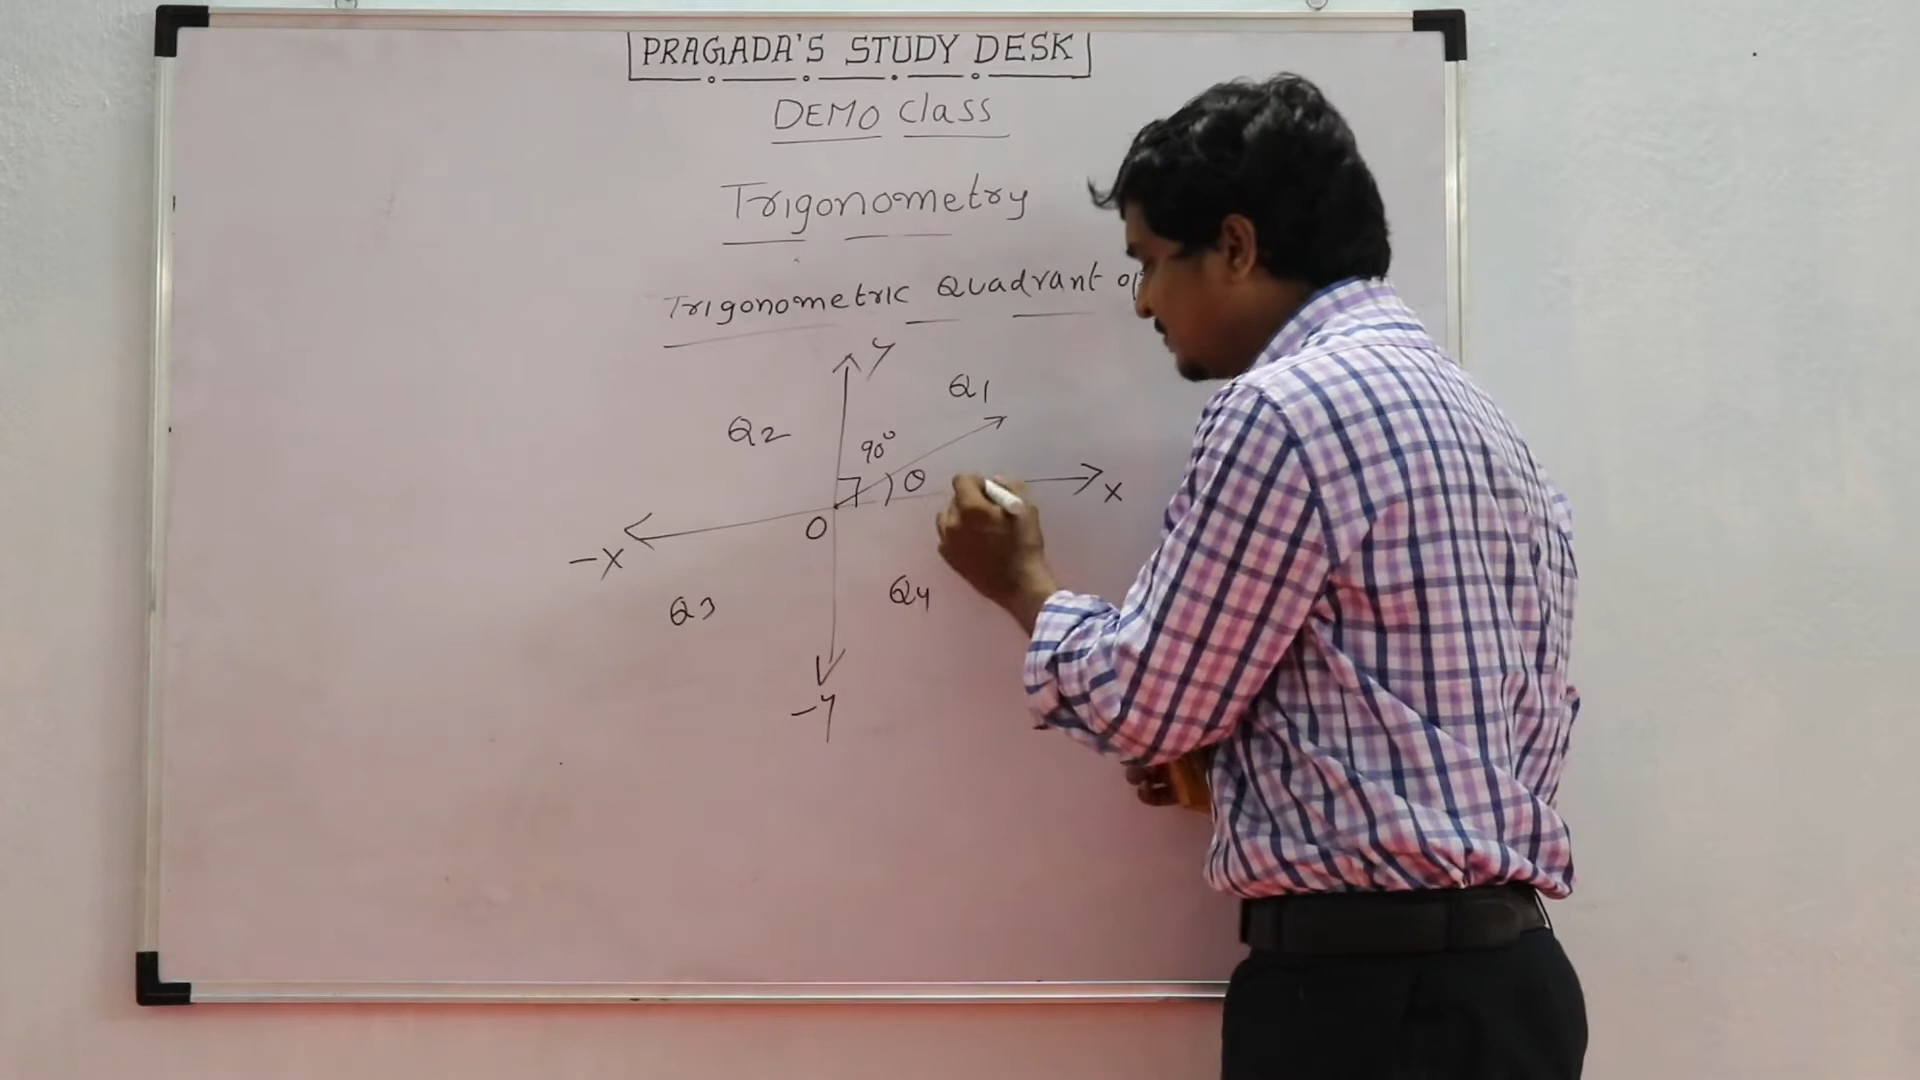 PRAGADA'S STUDY DESK
DEMO Class
Trigonometry
Trigonometric Quadrant
Y
Q1
Q2
90°
θ
X
O
-X
Q3
Q4
-Y